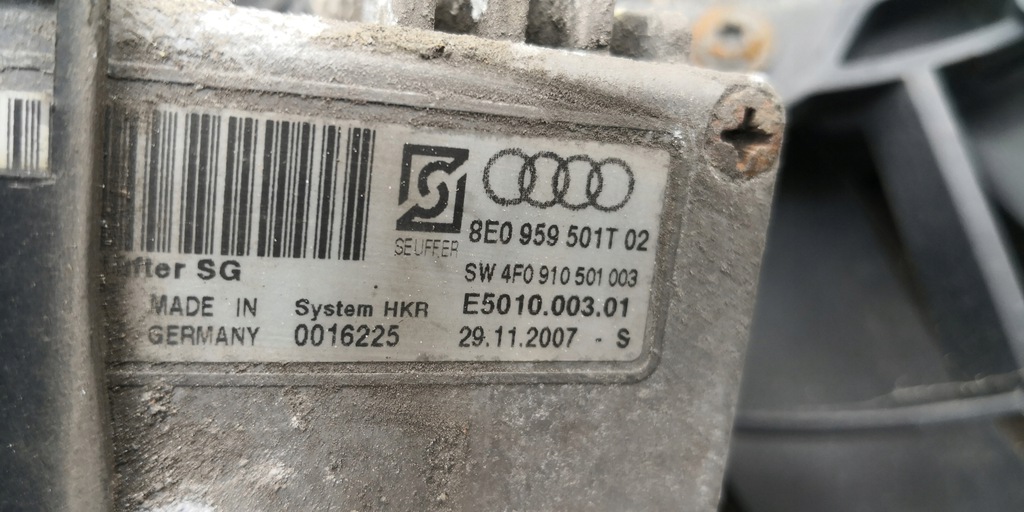 SEUFFER
8E0 959 501T 02
SG
SW 4F0 910 501 003
MADE IN System HKR E5010.003.01
GERMANY 0016225 29.11.2007 - S